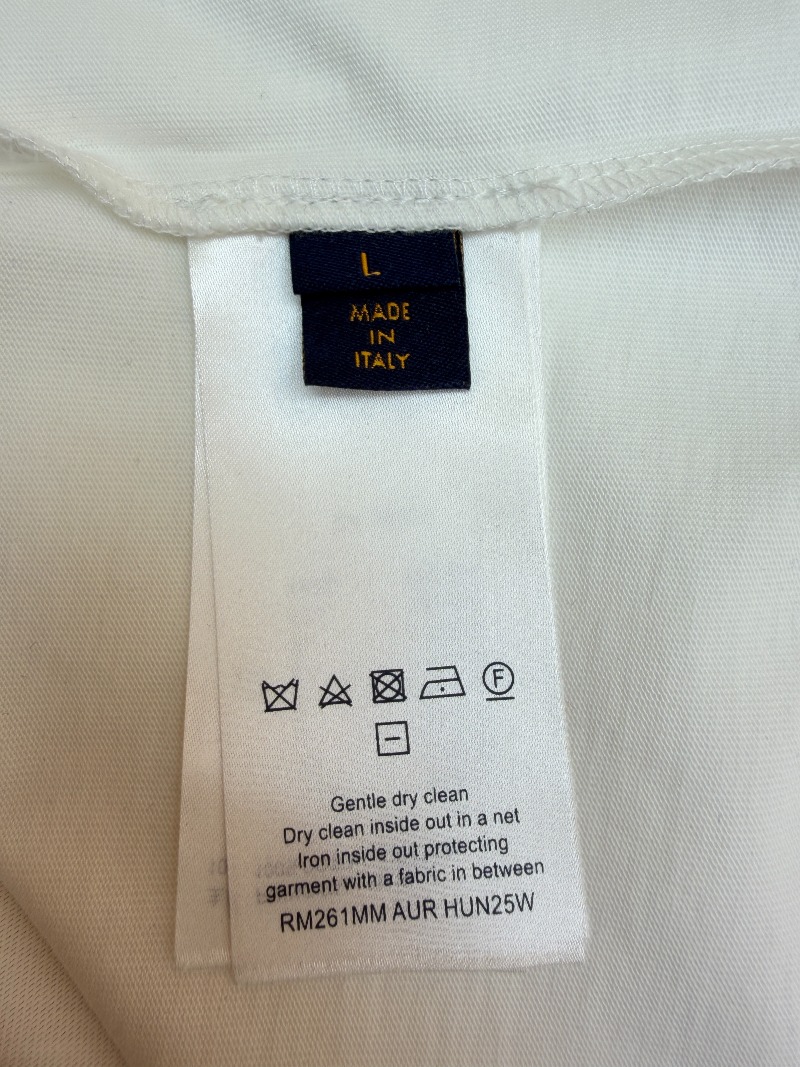 L
MADE
IN
ITALY
F
Gentle dry clean
Dry clean inside out in a net
Iron inside out protecting
garment with a fabric in between
RM261MM AUR HUN25W